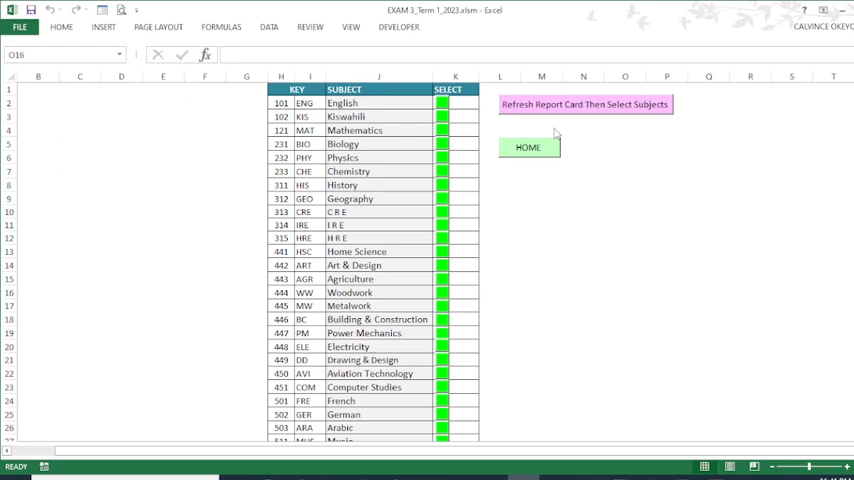 EXAM 3_Term 1_2023.xlsm - Excel
FILE HOME INSERT PAGE LAYOUT FORMULAS DATA REVIEW VIEW DEVELOPER CALVINCE OKEYO
O16 fx
B C D E F G H I J K L M N O P Q R S T
1 KEY SUBJECT SELECT
2 101 ENG English Refresh Report Card Then Select Subjects
3 102 KIS Kiswahili
4 121 MAT Mathematics
5 231 BIO Biology HOME
6 232 PHY Physics
7 233 CHE Chemistry
8 311 HIS History
9 312 GEO Geography
10 313 CRE C R E
11 314 IRE I R E
12 315 HRE H R E
13 441 HSC Home Science
14 442 ART Art & Design
15 443 AGR Agriculture
16 444 WW Woodwork
17 445 MW Metalwork
18 446 BC Building & Construction
19 447 PM Power Mechanics
20 448 ELE Electricity
21 449 DD Drawing & Design
22 450 AVI Aviation Technology
23 451 COM Computer Studies
24 501 FRE French
25 502 GER German
26 503 ARA Arabic
27 511 MUS Music
READY